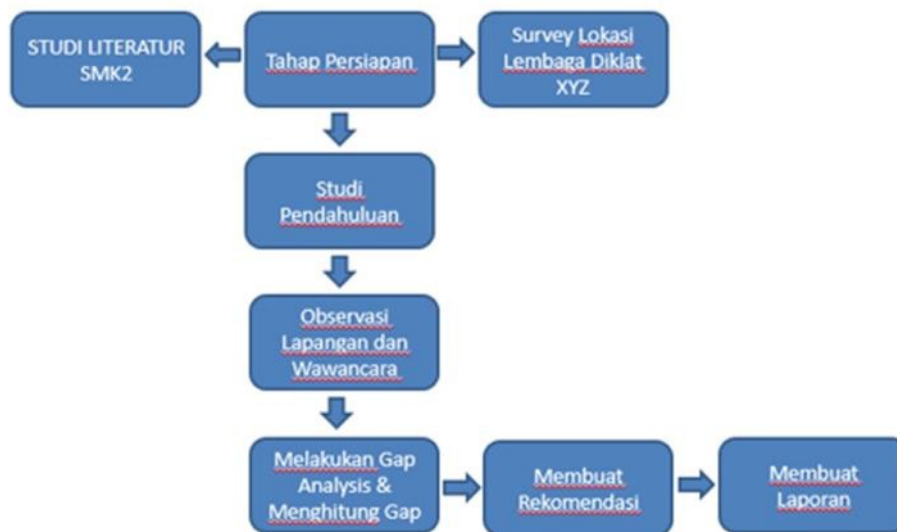 STUDI LITERATUR
SMK2
Tahap Persiapan
Survey Lokasi
Lembaga Diklat
XYZ
Studi
Pendahuluan
Observasi
Lapangan dan
Wawancara
Melakukan Gap
Analysis &
Menghitung Gap
Membuat
Rekomendasi
Membuat
Laporan